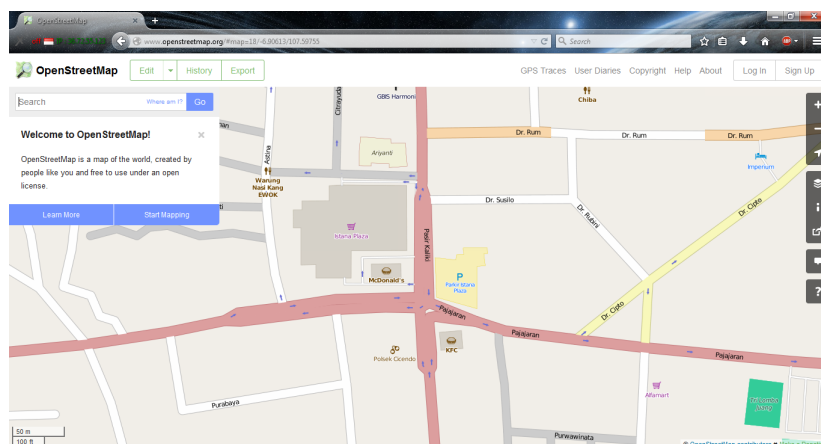 OpenStreetMap
www.openstreetmap.org/#map=18/-6.90613/107.59755
Search
OpenStreetMap
Edit
History
Export
GPS Traces
User Diaries
Copyright
Help
About
Log In
Sign Up
Search
Where am I?
Go
Welcome to OpenStreetMap!
OpenStreetMap is a map of the world, created by
people like you and free to use under an open
license.
Learn More
Start Mapping
GBIS Harmoni
Chiba
Citrayuda
Dr. Rum
Dr. Rum
Dr. Rum
Astina
Ariyanti
Imperium
Warung
Nasi Kang
EWOK
Dr. Susilo
Dr. Cipto
Dr. Rubini
Istana Plaza
Pasir Kaliki
McDonald's
P
Parkir Istana
Plaza
Dr. Cipto
Pajajaran
Pajajaran
Pajajaran
Polsek Cicendo
KFC
Alfamart
Purabaya
Purwawinata
50 m
100 ft